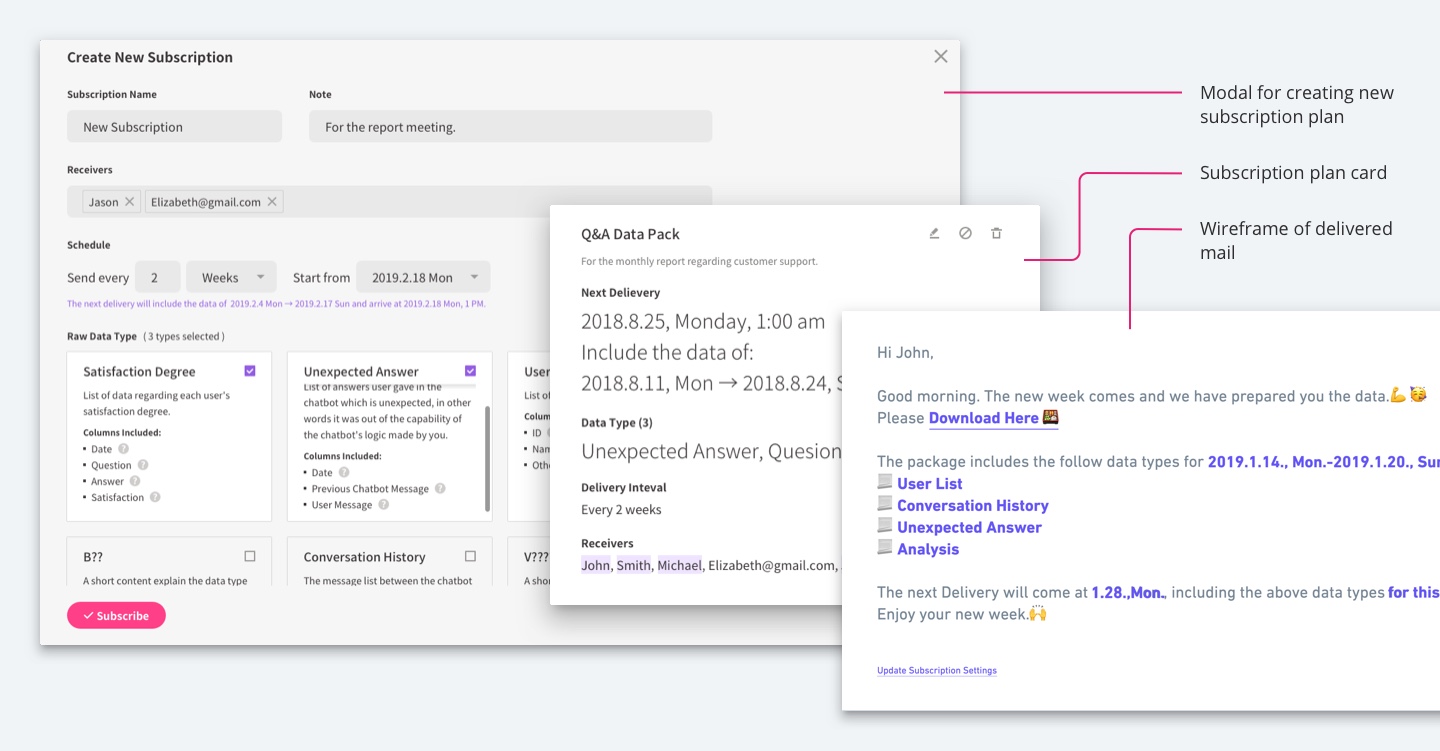 Create New Subscription
Subscription Name
Note
New Subscription
For the report meeting.
Receivers
Jason
Elizabeth@gmail.com
Schedule
Send every 2 Weeks Start from 2019.2.18 Mon
The next delivery will include the data of 2019.2.4 Mon → 2019.2.17 Sun and arrive at 2019.2.18 Mon, 1 PM.
Raw Data Type ( 3 types selected )
Satisfaction Degree
List of data regarding each user's
satisfaction degree.
Columns Included:
Date
Question
Answer
Satisfaction
Unexpected Answer
List of answers user gave in the
chatbot which is unexpected, in other
words it was out of the capability of
the chatbot's logic made by you.
Columns Included:
Date
Previous Chatbot Message
User Message
User
List of
Colum
ID
Nam
Othe
B??
A short content explain the data type
Conversation History
The message list between the chatbot
V???
A shor
Subscribe
Q&A Data Pack
For the monthly report regarding customer support.
Next Delievery
2018.8.25, Monday, 1:00 am
Include the data of:
2018.8.11, Mon → 2018.8.24, S
Data Type (3)
Unexpected Answer, Quesion
Delivery Inteval
Every 2 weeks
Receivers
John, Smith, Michael, Elizabeth@gmail.com,
Hi John,
Good morning. The new week comes and we have prepared you the data.💪🥳
Please Download Here 🍱
The package includes the follow data types for 2019.1.14., Mon.-2019.1.20., Sun
User List
Conversation History
Unexpected Answer
Analysis
The next Delivery will come at 1.28.,Mon., including the above data types for this
Enjoy your new week.🙌
Update Subscription Settings
Modal for creating new
subscription plan
Subscription plan card
Wireframe of delivered
mail